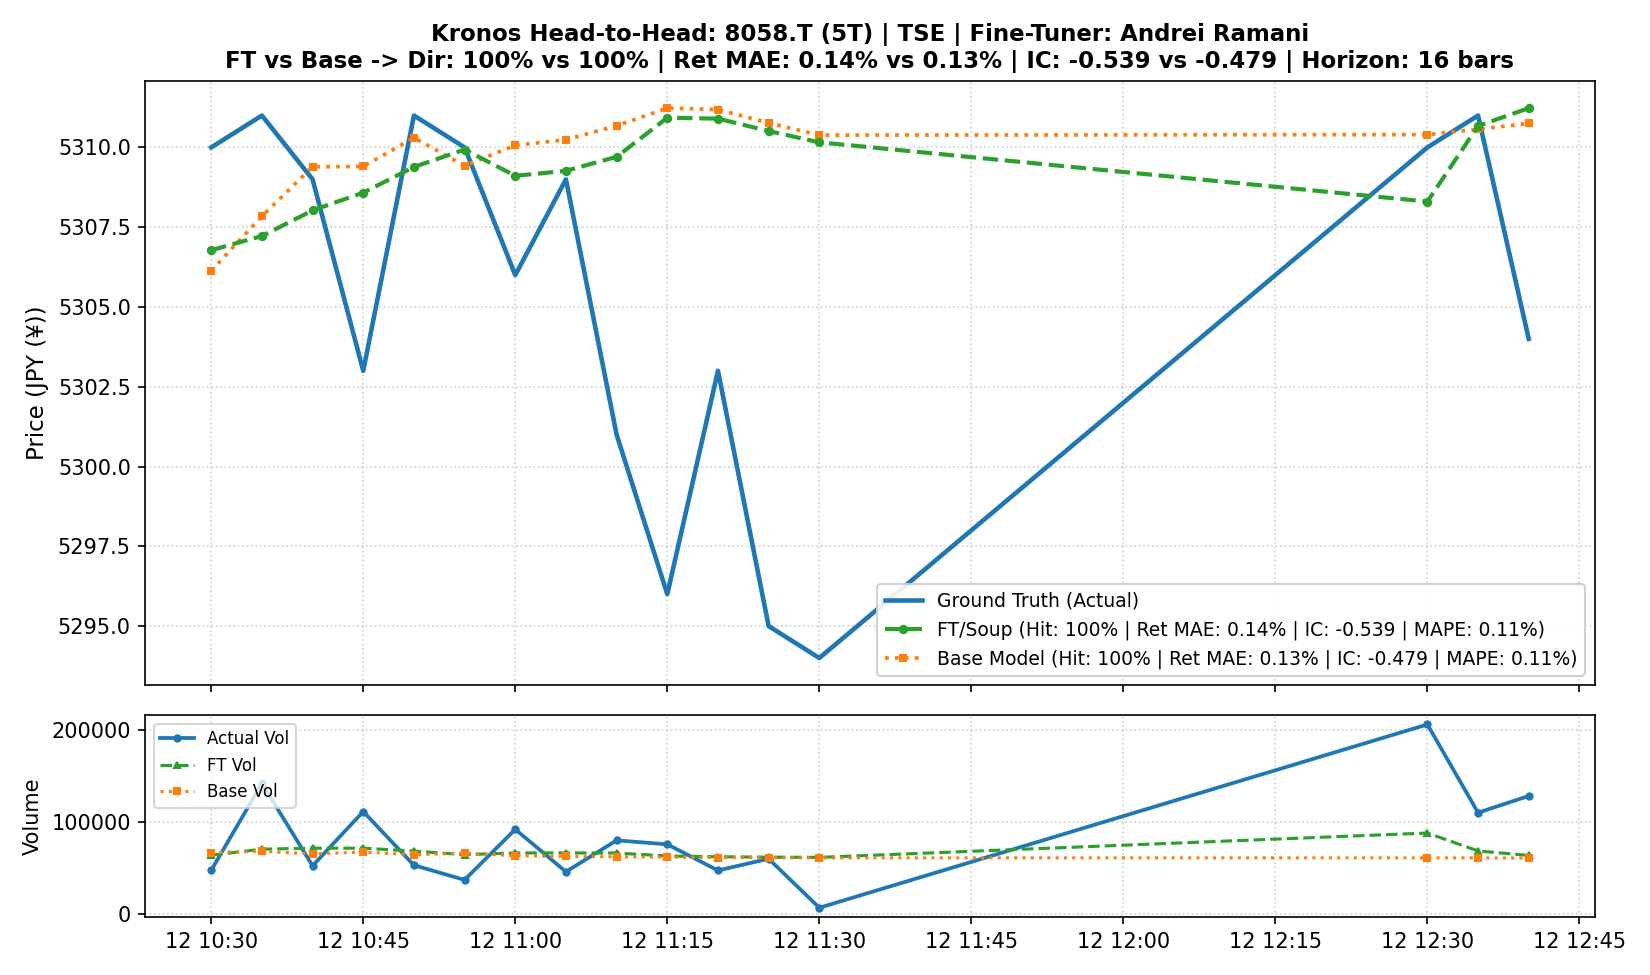 Kronos Head-to-Head: 8058.T (5T) | TSE | Fine-Tuner: Andrei Ramani
FT vs Base -> Dir: 100% vs 100% | Ret MAE: 0.14% vs 0.13% | IC: -0.539 vs -0.479 | Horizon: 16 bars
Price (JPY (¥))
5310.0
5307.5
5305.0
5302.5
5300.0
5297.5
5295.0
Ground Truth (Actual)
FT/Soup (Hit: 100% | Ret MAE: 0.14% | IC: -0.539 | MAPE: 0.11%)
Base Model (Hit: 100% | Ret MAE: 0.13% | IC: -0.479 | MAPE: 0.11%)
Volume
200000
100000
0
Actual Vol
FT Vol
Base Vol
12 10:30
12 10:45
12 11:00
12 11:15
12 11:30
12 11:45
12 12:00
12 12:15
12 12:30
12 12:45